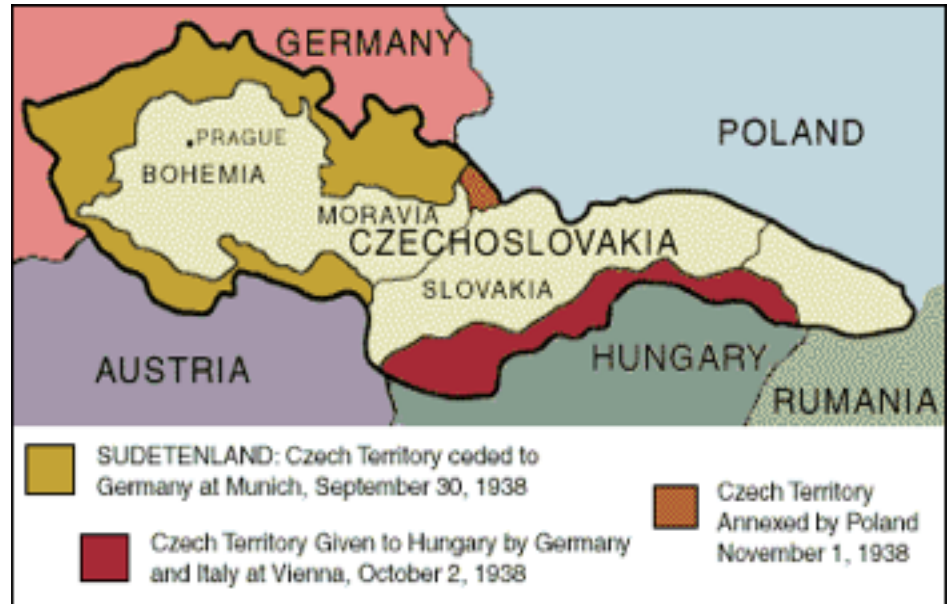 GERMANY
POLAND
PRAGUE
BOHEMIA
MORAVIA
CZECHOSLOVAKIA
SLOVAKIA
AUSTRIA
HUNGARY
RUMANIA
SUDETENLAND: Czech Territory ceded to
Germany at Munich, September 30, 1938
Czech Territory Given to Hungary by Germany
and Italy at Vienna, October 2, 1938
Czech Territory
Annexed by Poland
November 1, 1938